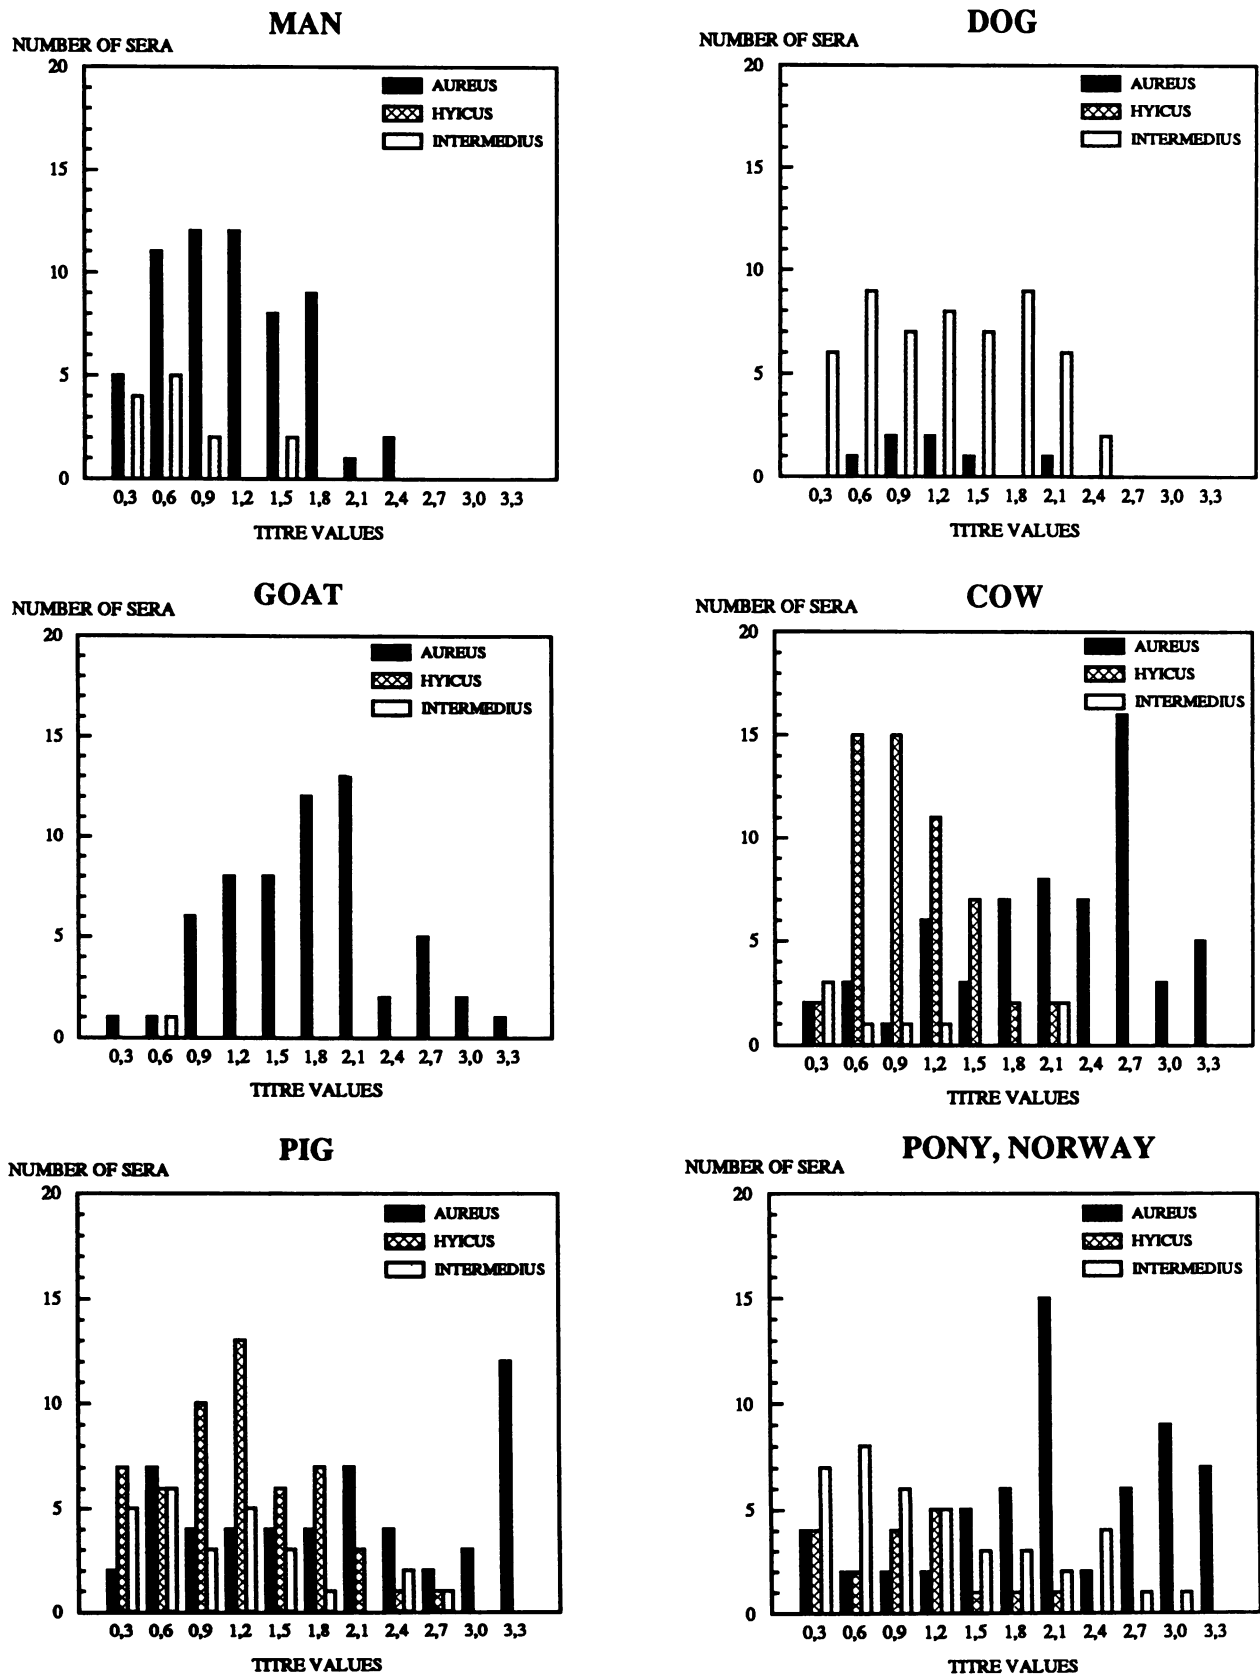 MAN
NUMBER OF SERA
20
AUREUS
HYICUS
INTERMEDIUS
15
10
5
0
0,3 0,6 0,9 1,2 1,5 1,8 2,1 2,4 2,7 3,0 3,3
TITRE VALUES
DOG
NUMBER OF SERA
20
AUREUS
HYICUS
INTERMEDIUS
15
10
5
0
0,3 0,6 0,9 1,2 1,5 1,8 2,1 2,4 2,7 3,0 3,3
TITRE VALUES
GOAT
NUMBER OF SERA
20
AUREUS
HYICUS
INTERMEDIUS
15
10
5
0
0,3 0,6 0,9 1,2 1,5 1,8 2,1 2,4 2,7 3,0 3,3
TITRE VALUES
COW
NUMBER OF SERA
20
AUREUS
HYICUS
INTERMEDIUS
15
10
5
0
0,3 0,6 0,9 1,2 1,5 1,8 2,1 2,4 2,7 3,0 3,3
TITRE VALUES
PIG
NUMBER OF SERA
20
AUREUS
HYICUS
INTERMEDIUS
15
10
5
0
0,3 0,6 0,9 1,2 1,5 1,8 2,1 2,4 2,7 3,0 3,3
TITRE VALUES
PONY, NORWAY
NUMBER OF SERA
20
AUREUS
HYICUS
INTERMEDIUS
15
10
5
0
0,3 0,6 0,9 1,2 1,5 1,8 2,1 2,4 2,7 3,0 3,3
TITRE VALUES